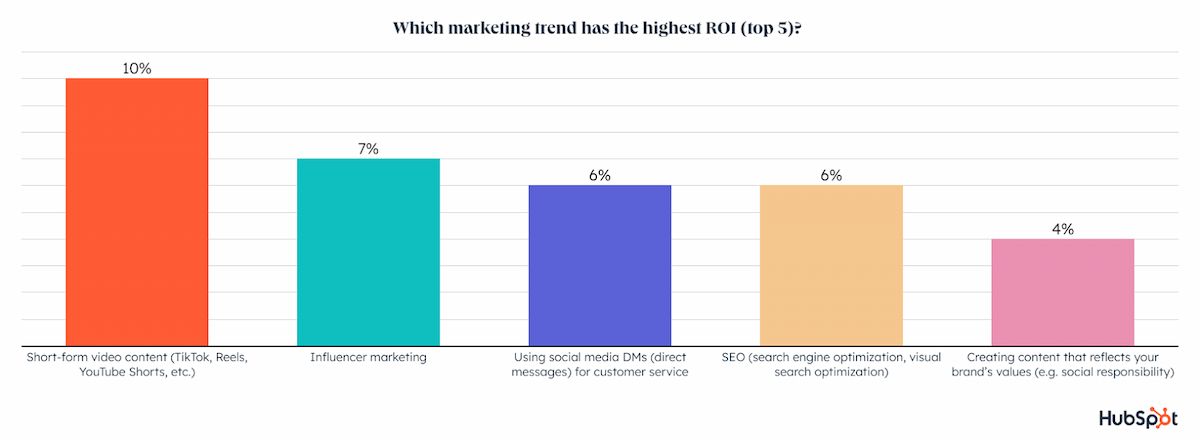 Which marketing trend has the highest ROI (top 5)?
10%
7%
6%
6%
4%
Short-form video content (TikTok, Reels,
YouTube Shorts, etc.)
Influencer marketing
Using social media DMs (direct
messages) for customer service
SEO (search engine optimization, visual
search optimization)
Creating content that reflects your
brand's values (e.g. social responsibility)
HubSpot